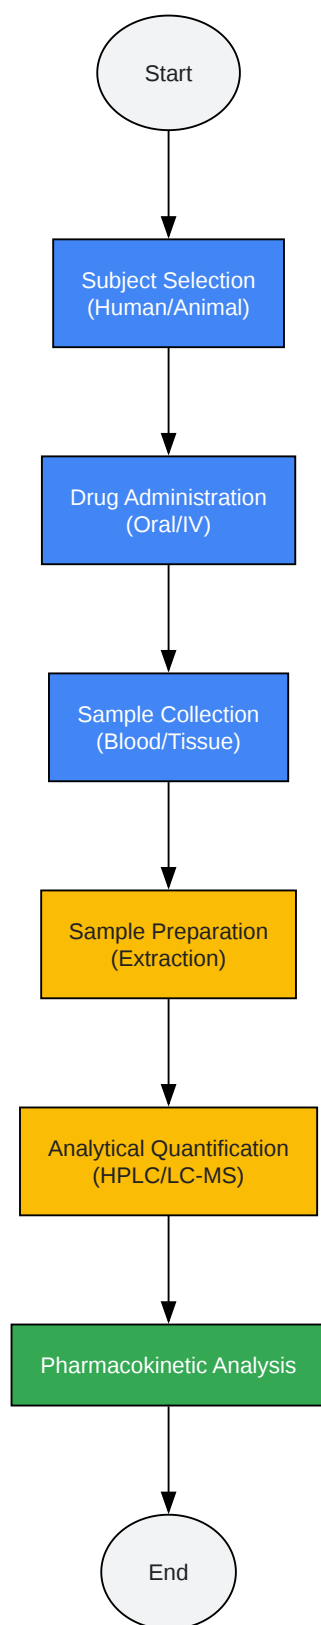 Start
Subject Selection
(Human/Animal)
Drug Administration
(Oral/IV)
Sample Collection
(Blood/Tissue)
Sample Preparation
(Extraction)
Analytical Quantification
(HPLC/LC-MS)
Pharmacokinetic Analysis
End